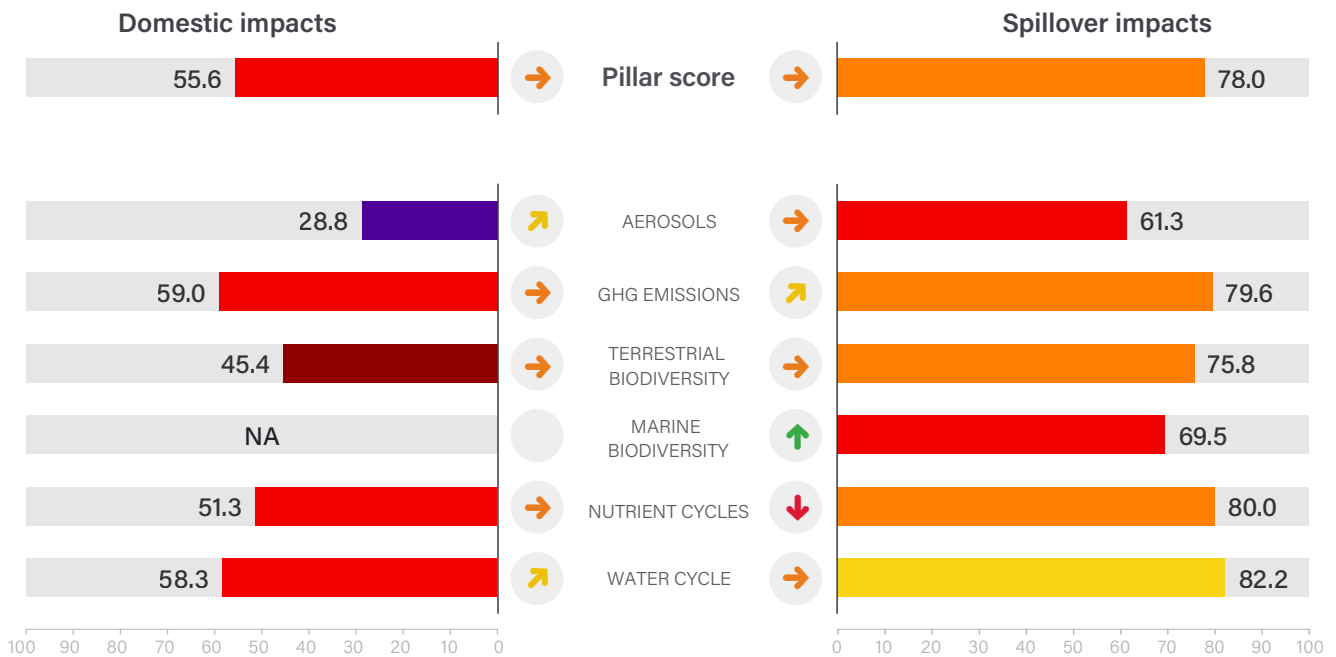 Domestic impacts
Spillover impacts
55.6
Pillar score
78.0
28.8
AEROSOLS
61.3
59.0
GHG EMISSIONS
79.6
45.4
TERRESTRIAL
BIODIVERSITY
75.8
NA
MARINE
BIODIVERSITY
69.5
51.3
NUTRIENT CYCLES
80.0
58.3
WATER CYCLE
82.2
100 90 80 70 60 50 40 30 20 10 0
0 10 20 30 40 50 60 70 80 90 100